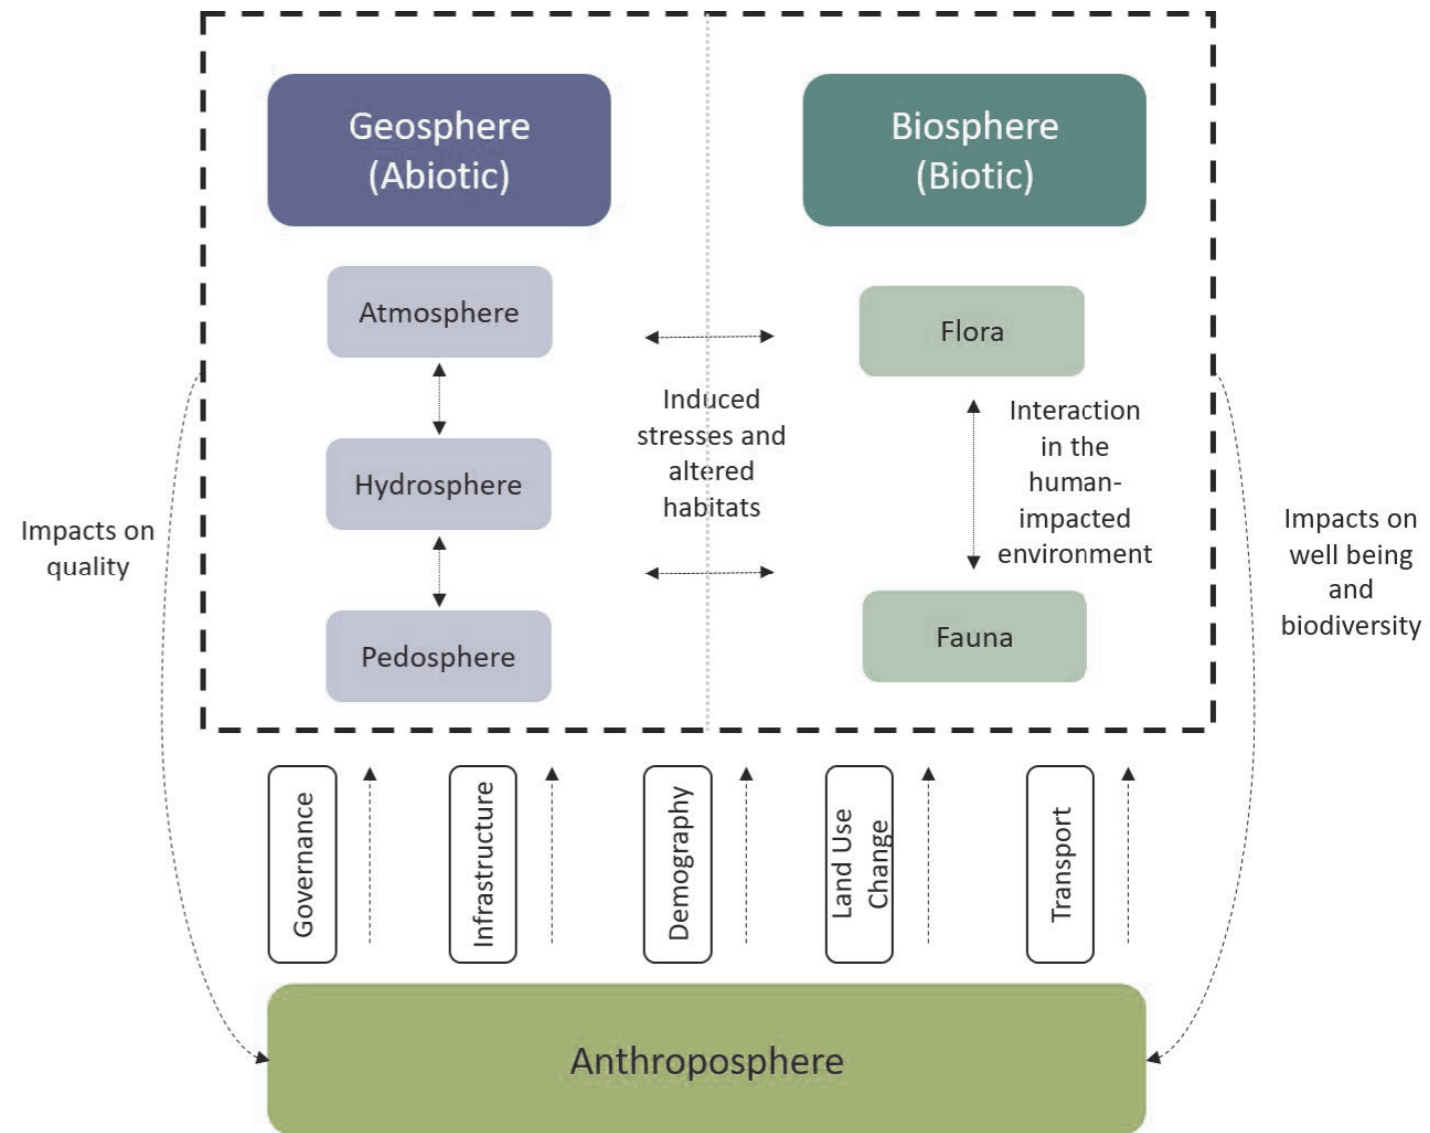 Geosphere
(Abiotic)
Biosphere
(Biotic)
Atmosphere
Flora
Induced
stresses and
altered
habitats
Interaction
in the
human-
impacted
environment
Hydrosphere
Impacts on
quality
Impacts on
well being
and
biodiversity
Pedosphere
Fauna
Governance
Infrastructure
Demography
Land Use
Change
Transport
Anthroposphere